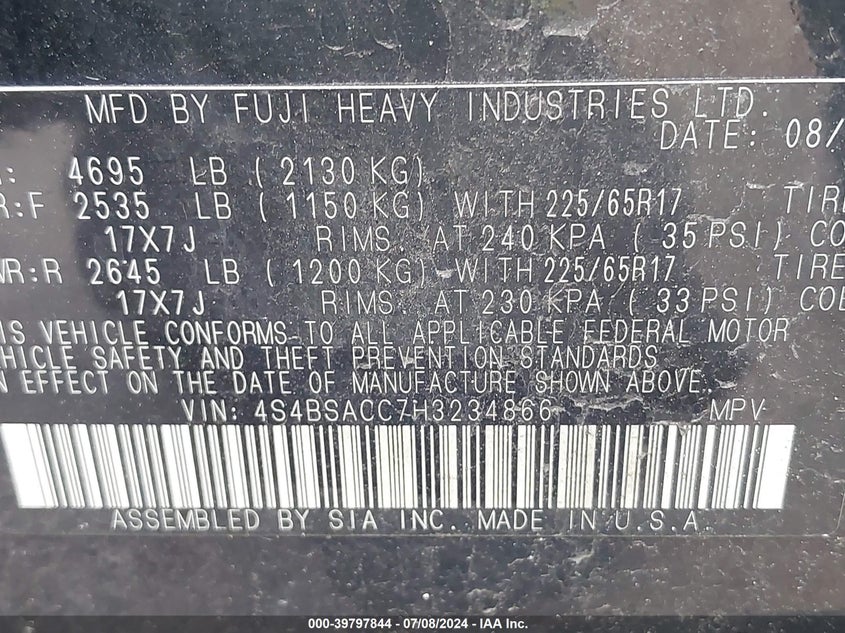 MFD BY FUJI HEAVY INDUSTRIES LTD.
DATE: 08/
: 4695 LB ( 2130 KG)
R:F 2535 LB ( 1150 KG) WITH 225/65R17 TIRE
17X7J RIMS. AT 240 KPA ( 35 PSI) CO
WR:R 2645 LB ( 1200 KG) WITH 225/65R17 TIRE
17X7J RIMS. AT 230 KPA ( 33 PSI) COL
IS VEHICLE CONFORMS TO ALL APPLICABLE FEDERAL MOTOR
EHICLE SAFETY AND THEFT PREVENTION STANDARDS
N EFFECT ON THE DATE OF MANUFACTURE SHOWN ABOVE.
VIN: 4S4BSACC7H3234866 MPV
ASSEMBLED BY SIA INC. MADE IN U.S.A.
000-39797844 - 07/08/2024 - IAA Inc.